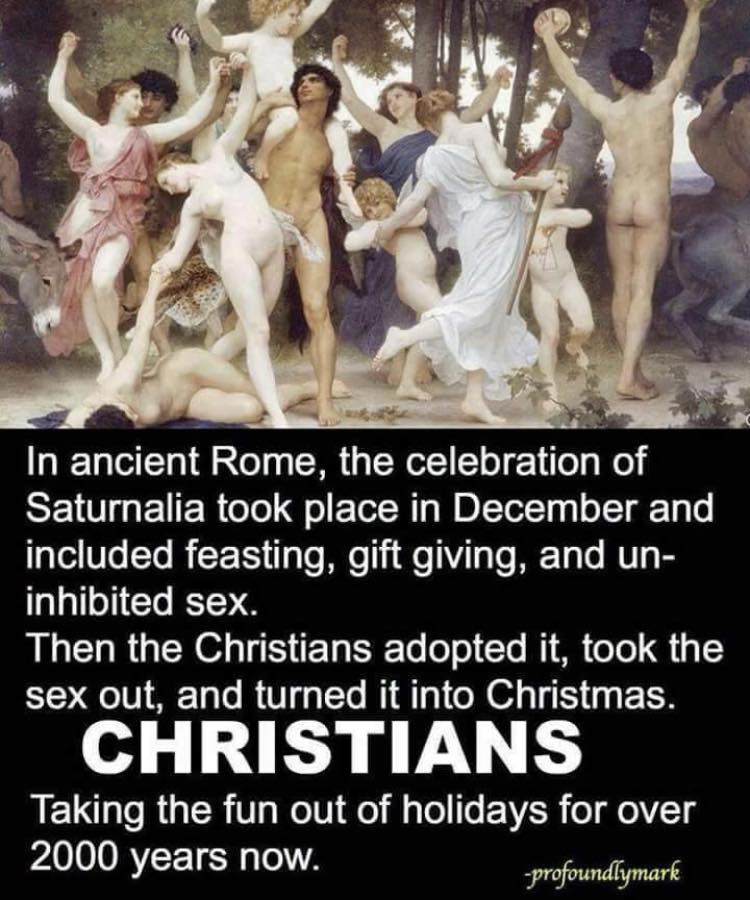 In ancient Rome, the celebration of
Saturnalia took place in December and
included feasting, gift giving, and un-
inhibited sex.
Then the Christians adopted it, took the
sex out, and turned it into Christmas.
CHRISTIANS
Taking the fun out of holidays for over
2000 years now.
-profoundlymark